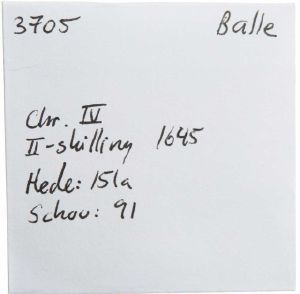 3705 Balle
Chr. IV
II-skilling 1645
Hede: 151a
Schou: 91